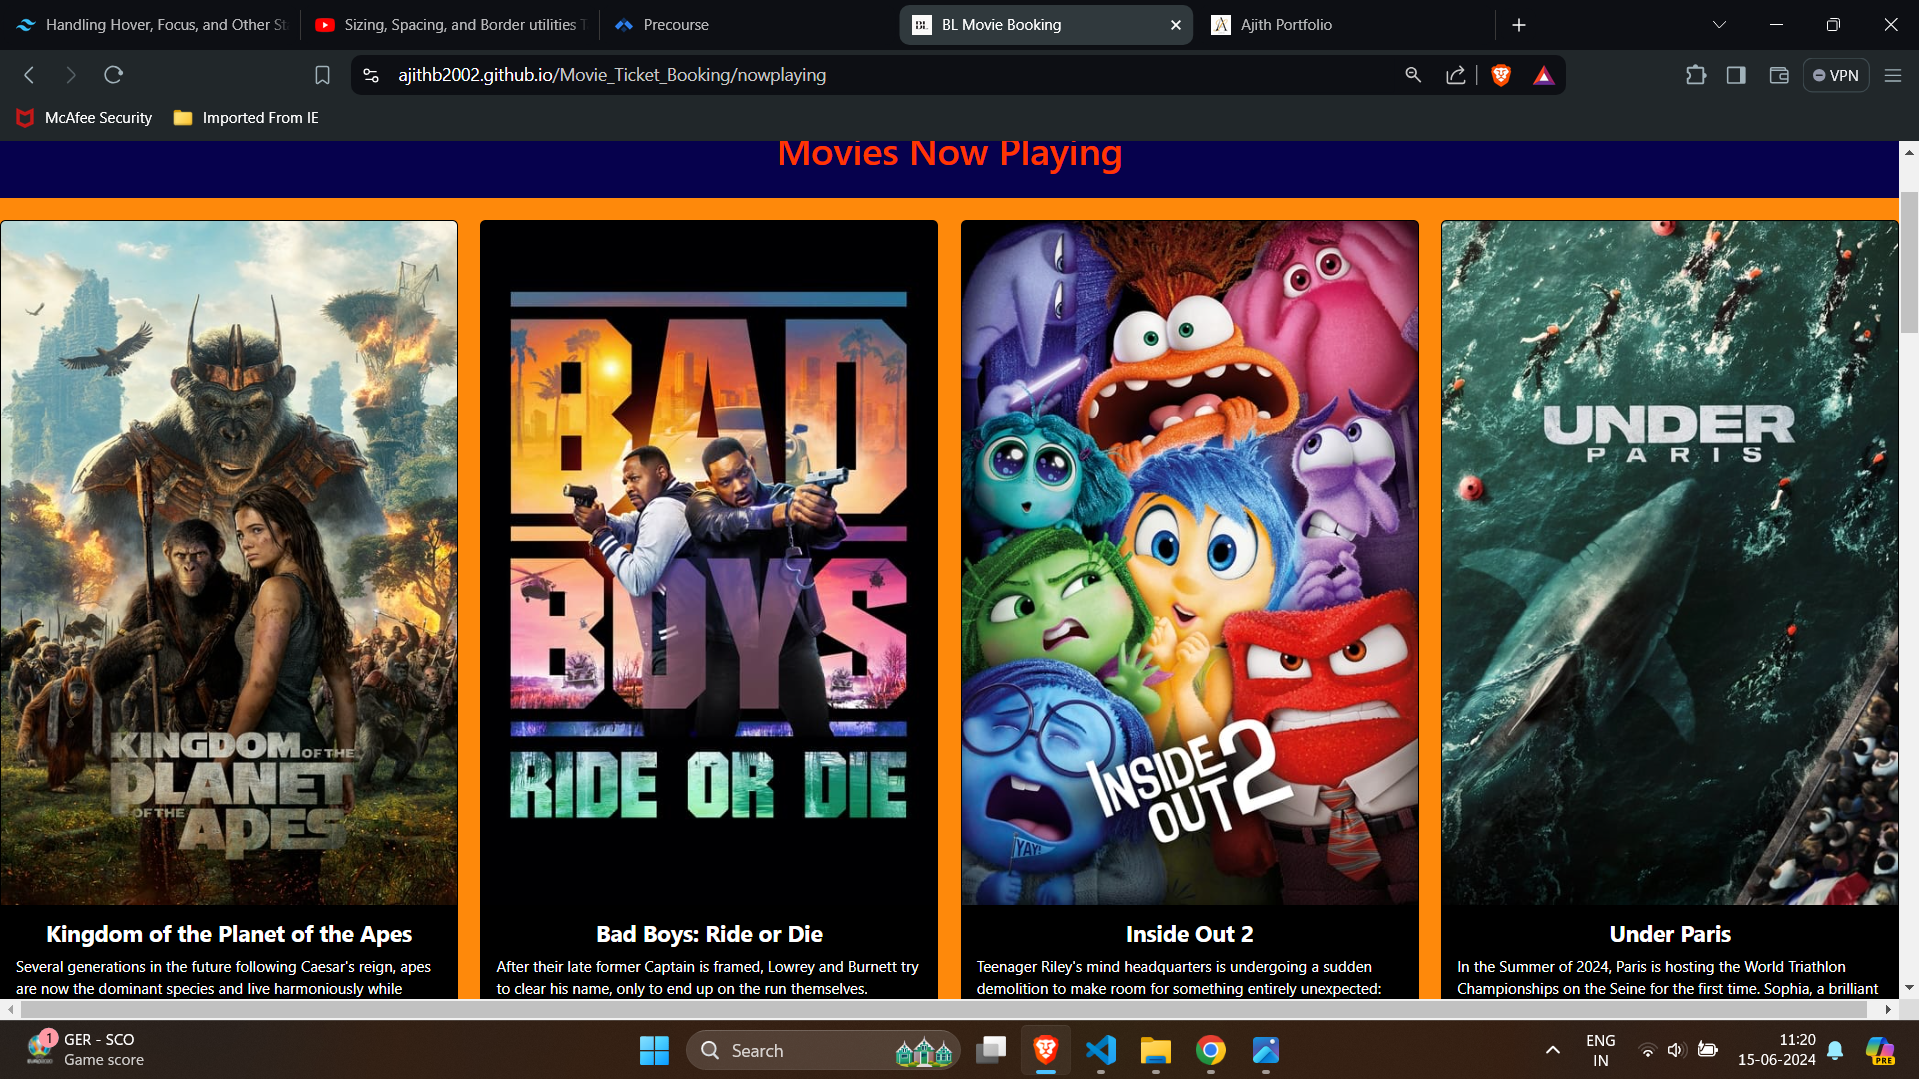 Handling Hover, Focus, and Other St
Sizing, Spacing, and Border utilities T
Precourse
BL
BL Movie Booking
A
Ajith Portfolio
ajithb2002.github.io/Movie_Ticket_Booking/nowplaying
VPN
McAfee Security
Imported From IE
Movies Now Playing
KINGDOM OF THE
PLANET
OF THE APES
BAD
BOYS
RIDE OR DIE
YAY!
INSIDE
OUT 2
UNDER
PARIS
Kingdom of the Planet of the Apes
Several generations in the future following Caesar's reign, apes
are now the dominant species and live harmoniously while
Bad Boys: Ride or Die
After their late former Captain is framed, Lowrey and Burnett try
to clear his name, only to end up on the run themselves.
Inside Out 2
Teenager Riley's mind headquarters is undergoing a sudden
demolition to make room for something entirely unexpected:
Under Paris
In the Summer of 2024, Paris is hosting the World Triathlon
Championships on the Seine for the first time. Sophia, a brilliant
1
GER - SCO
Game score
Search
ENG
IN
11:20
15-06-2024
PRE